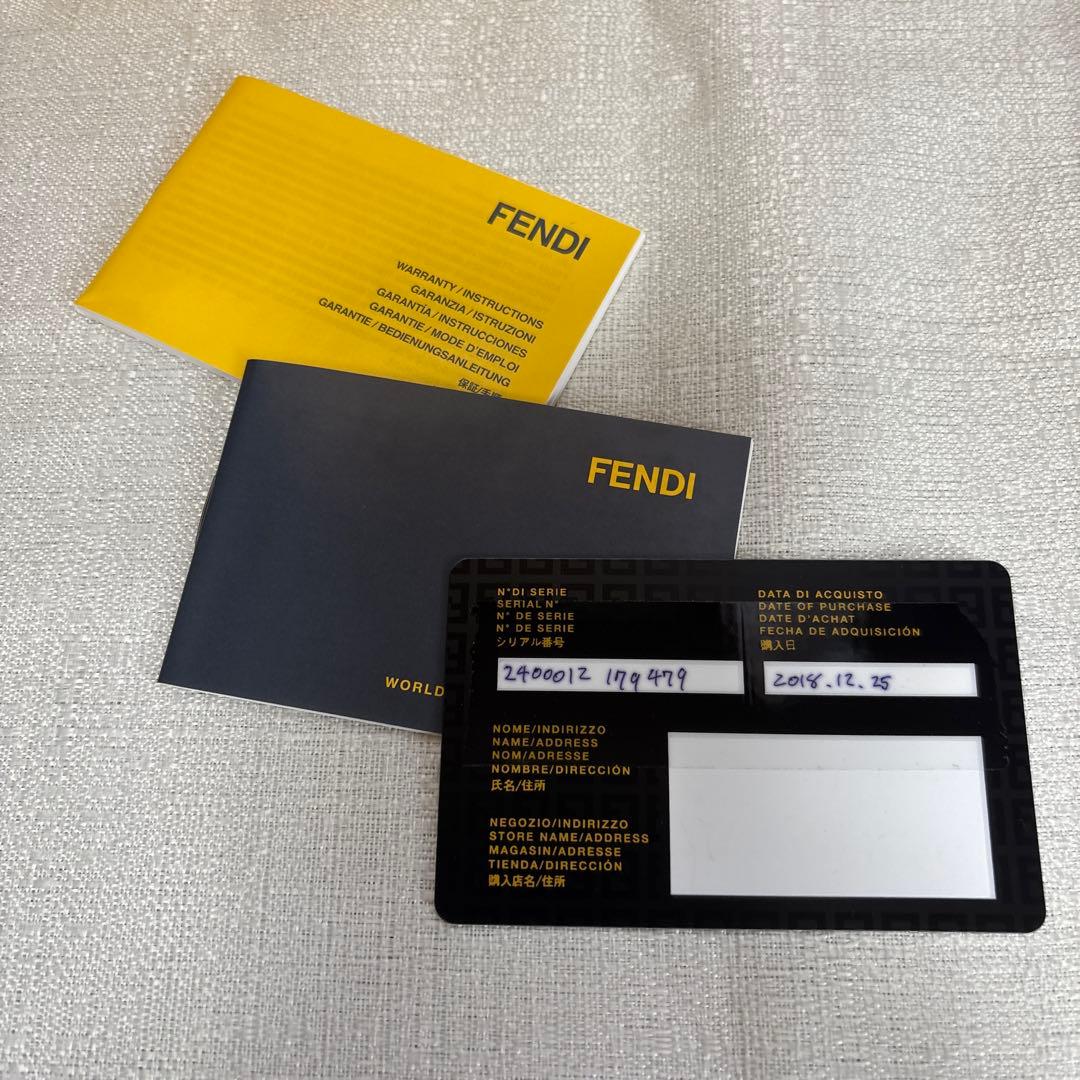 FENDI
WARRANTY/INSTRUCTIONS
GARANZIA/ISTRUZIONI
GARANTÍA/INSTRUCCIONES
GARANTIE/MODE D'EMPLOI
GARANTIE/BEDIENUNGSANLEITUNG
保証/手
FENDI
WORLD
N°DI SERIE
SERIAL N°
N° DE SERIE
N° DE SERIE
シリアル番号
2400012 179479
DATA DI ACQUISTO
DATE OF PURCHASE
DATE D'ACHAT
FECHA DE ADQUISICIÓN
購入日
2018.12.25
NOME/INDIRIZZO
NAME/ADDRESS
NOM/ADRESSE
NOMBRE/DIRECCIÓN
氏名/住所
NEGOZIO/INDIRIZZO
STORE NAME/ADDRESS
MAGASIN/ADRESSE
TIENDA/DIRECCIÓN
購入店名/住所